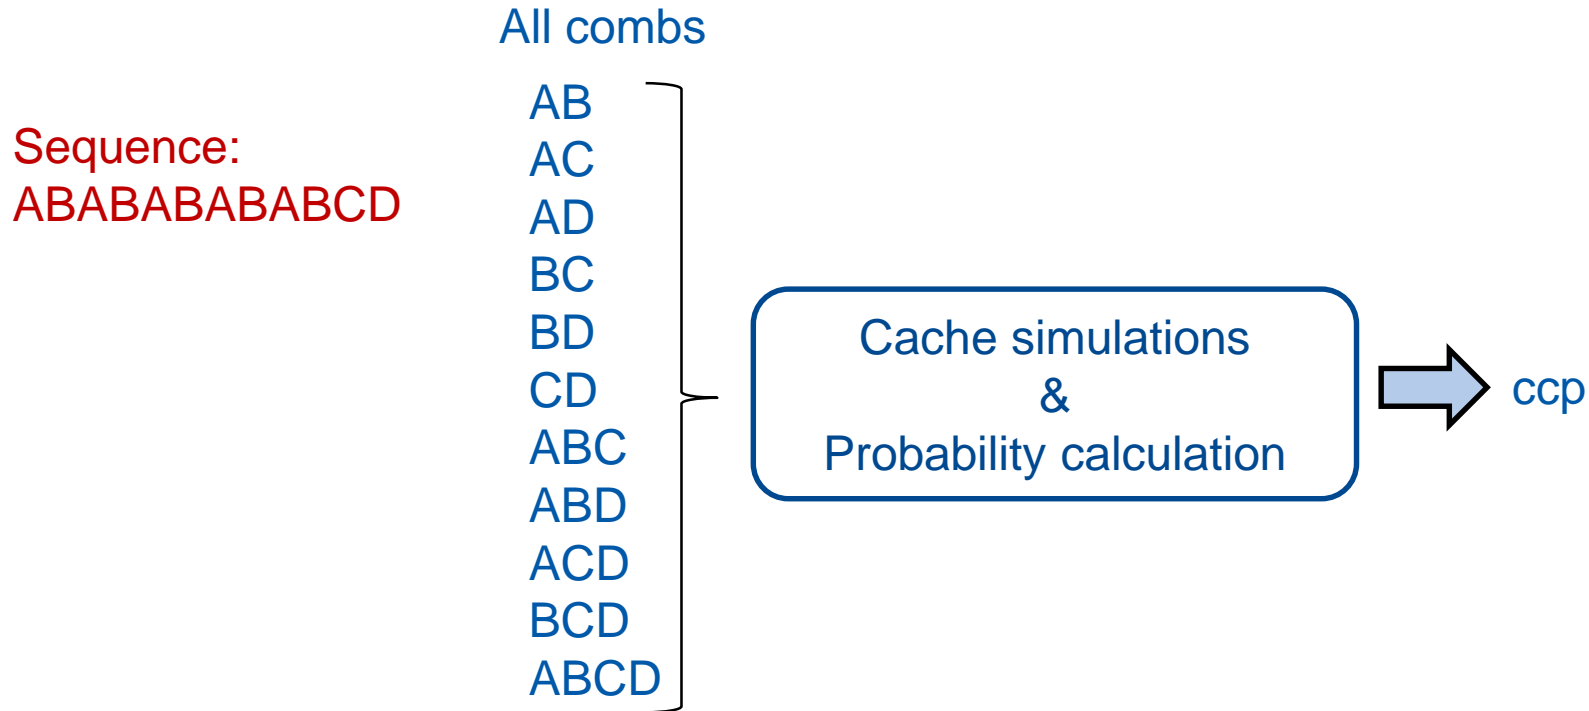 All combs
Sequence:
ABABABABABCD
AB
AC
AD
BC
BD
CD
ABC
ABD
ACD
BCD
ABCD
Cache simulations
&
Probability calculation
ccp